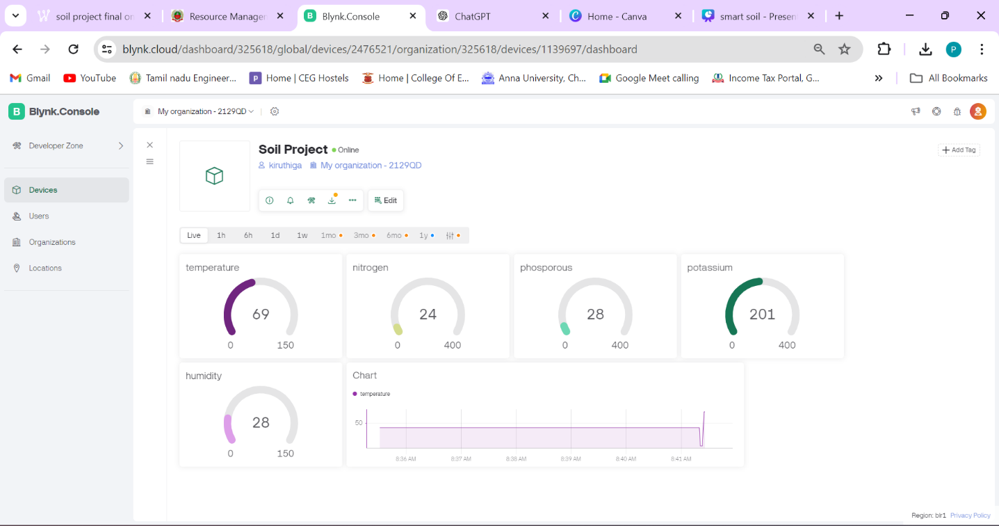 soil project final on
Resource Manager
Blynk.Console
ChatGPT
Home - Canva
smart soil - Presen
blynk.cloud/dashboard/325618/global/devices/2476521/organization/325618/devices/1139697/dashboard
P
Gmail
YouTube
Tamil nadu Engineer...
Home | CEG Hostels
Home | College Of E...
Anna University, Ch...
Google Meet calling
Income Tax Portal, G...
All Bookmarks
B Blynk.Console
My organization - 2129QD
Developer Zone
Devices
Users
Organizations
Locations
Soil Project Online
kiruthiga My organization - 2129QD
Add Tag
Edit
Live 1h 6h 1d 1w 1mo 3mo 6mo 1y
temperature
69
0 150
nitrogen
24
0 400
phosporous
28
0 400
potassium
201
0 400
humidity
28
0 150
Chart
temperature
50
8:36 AM 8:37 AM 8:38 AM 8:39 AM 8:40 AM 8:41 AM
Region: blr1 Privacy Policy